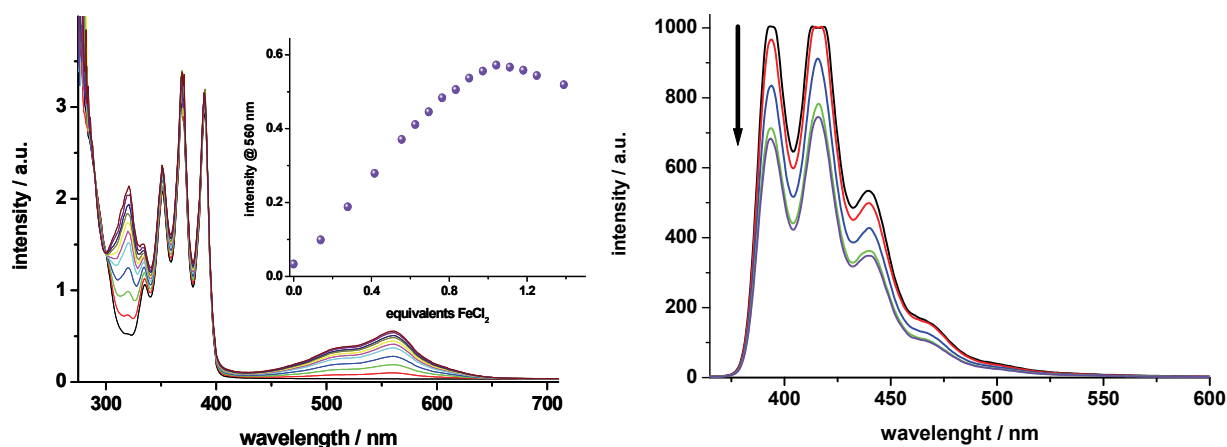 intensity / a.u.
3
2
1
0
300 400 500 600 700
wavelength / nm
intensity @ 560 nm
0.6
0.4
0.2
0.0
0.0 0.4 0.8 1.2
equivalents FeCl2
intensity / a.u.
1000
800
600
400
200
0
400 450 500 550 600
wavelenght / nm